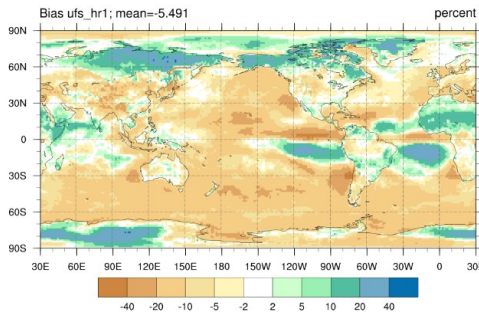 Bias ufs_hr1; mean=-5.491 percent
90N
60N
30N
0
30S
60S
90S
30E 60E 90E 120E 150E 180 150W 120W 90W 60W 30W 0 30E
-40 -20 -10 -5 -2 2 5 10 20 40